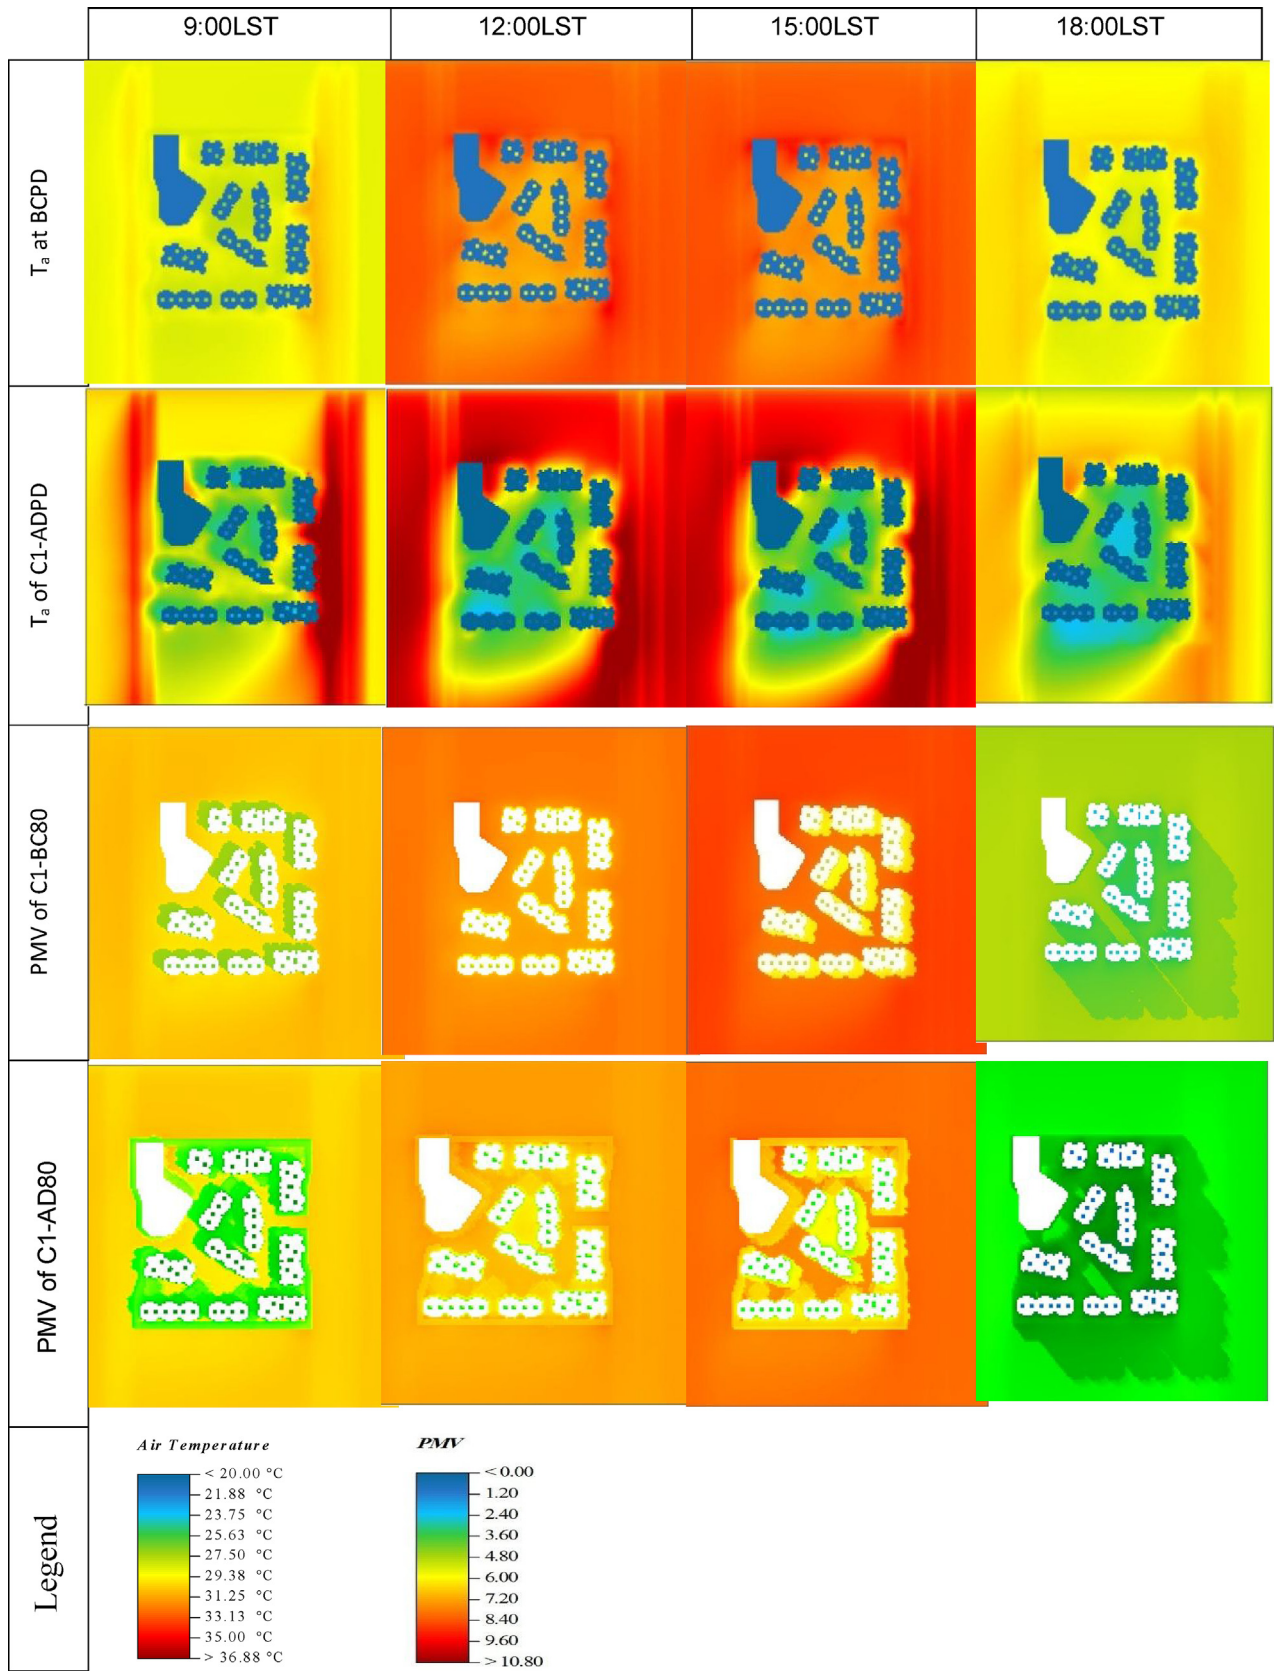 9:00LST 12:00LST 15:00LST 18:00LST
Ta at BCPD
Ta of C1-ADPD
PMV of C1-BC80
PMV of C1-AD80
Legend
Air Temperature
< 20.00 °C
21.88 °C
23.75 °C
25.63 °C
27.50 °C
29.38 °C
31.25 °C
33.13 °C
35.00 °C
> 36.88 °C
PMV
< 0.00
1.20
2.40
3.60
4.80
6.00
7.20
8.40
9.60
> 10.80